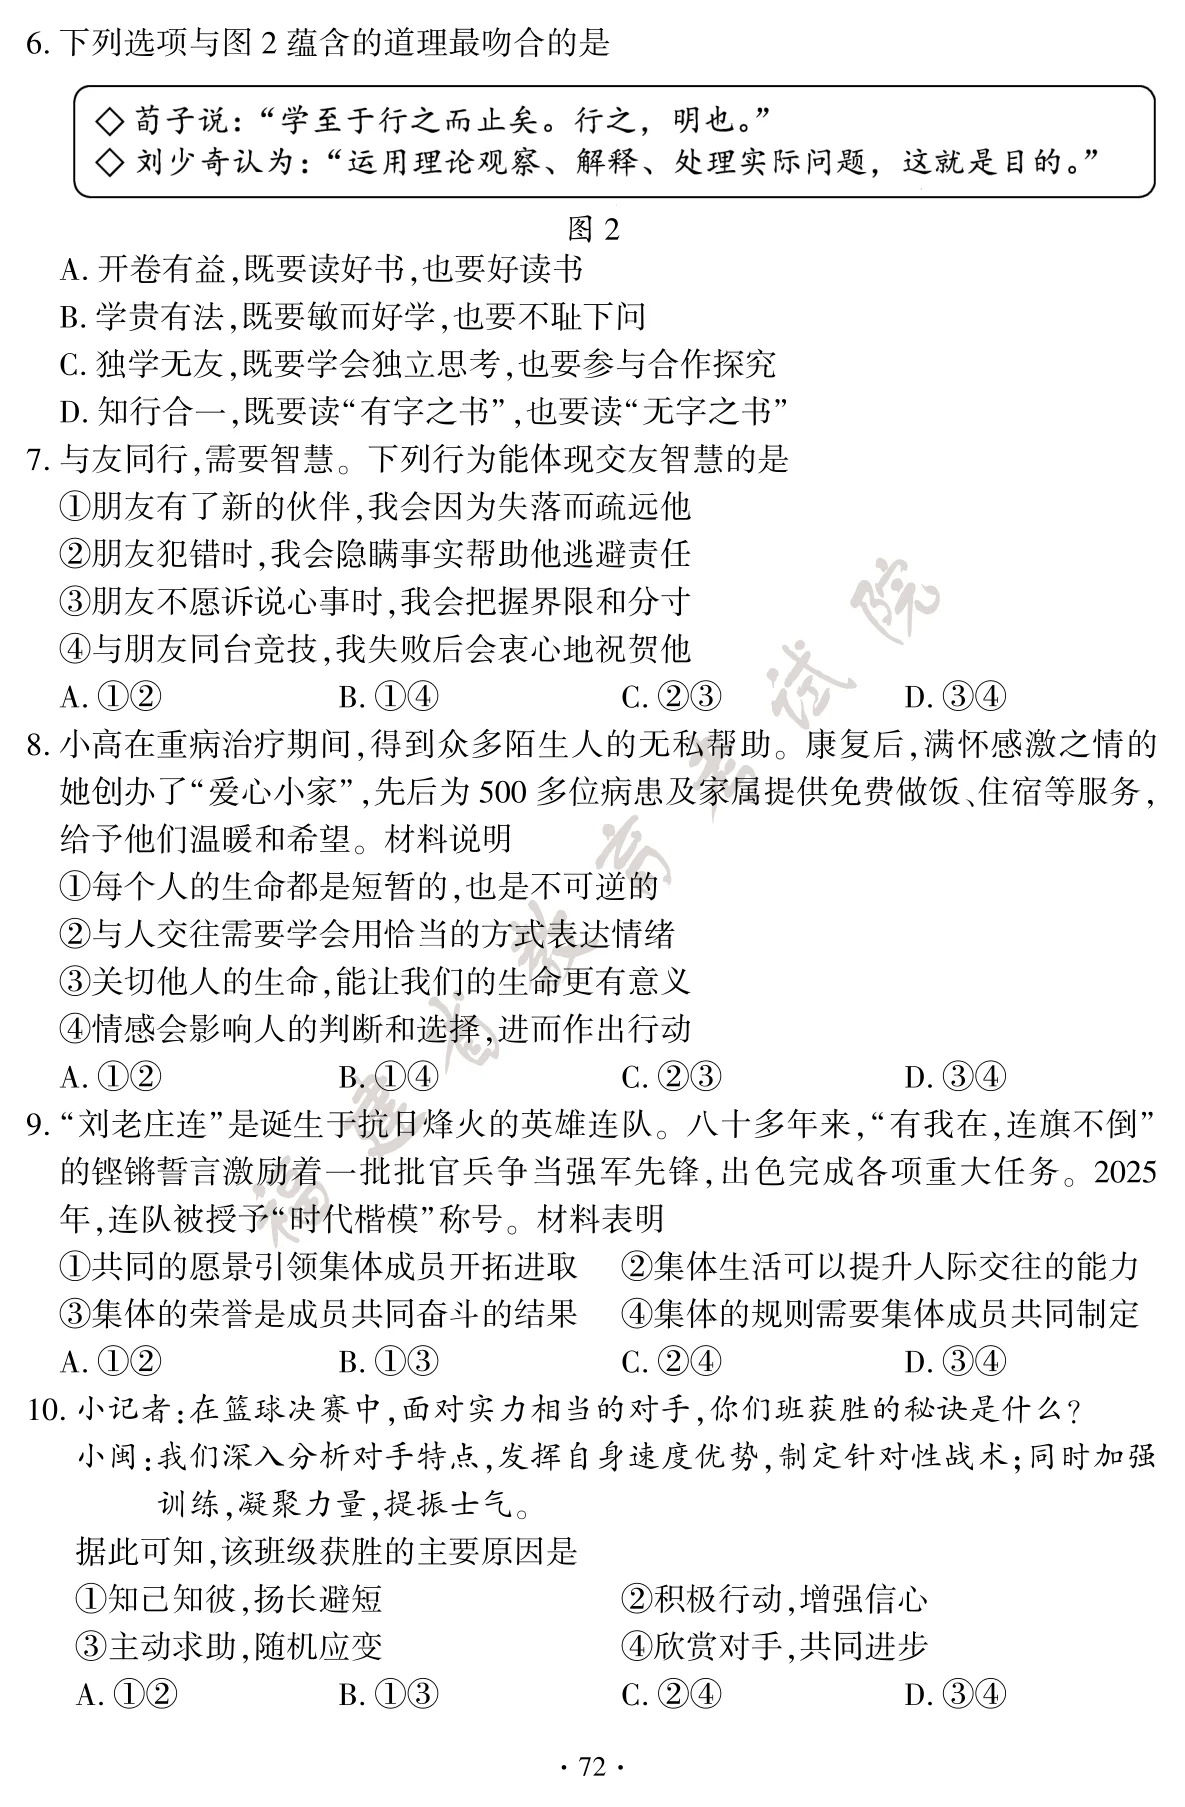 6. 下列选项与图 2 蕴含的道理最吻合的是
◇ 荀子说：“学至于行之而止矣。行之，明也。”
◇ 刘少奇认为：“运用理论观察、解释、处理实际问题，这就是目的。”
图 2
A. 开卷有益,既要读好书,也要好读书
B. 学贵有法,既要敏而好学,也要不耻下问
C. 独学无友,既要学会独立思考,也要参与合作探究
D. 知行合一,既要读“有字之书”,也要读“无字之书”
7. 与友同行,需要智慧。下列行为能体现交友智慧的是
①朋友有了新的伙伴,我会因为失落而疏远他
②朋友犯错时,我会隐瞒事实帮助他逃避责任
③朋友不愿诉说心事时,我会把握界限和分寸
④与朋友同台竞技,我失败后会衷心地祝贺他
A. ①② B. ①④ C. ②③ D. ③④
8. 小高在重病治疗期间,得到众多陌生人的无私帮助。康复后,满怀感激之情的
她创办了“爱心小家”,先后为 500 多位病患及家属提供免费做饭、住宿等服务,
给予他们温暖和希望。材料说明
①每个人的生命都是短暂的,也是不可逆的
②与人交往需要学会用恰当的方式表达情绪
③关切他人的生命,能让我们的生命更有意义
④情感会影响人的判断和选择,进而作出行动
A. ①② B. ①④ C. ②③ D. ③④
9. “刘老庄连”是诞生于抗日烽火的英雄连队。八十多年来,“有我在,连旗不倒”
的铿锵誓言激励着一批批官兵争当强军先锋,出色完成各项重大任务。2025
年,连队被授予“时代楷模”称号。材料表明
①共同的愿景引领集体成员开拓进取 ②集体生活可以提升人际交往的能力
③集体的荣誉是成员共同奋斗的结果 ④集体的规则需要集体成员共同制定
A. ①② B. ①③ C. ②④ D. ③④
10. 小记者:在篮球决赛中,面对实力相当的对手,你们班获胜的秘诀是什么?
小闽:我们深入分析对手特点,发挥自身速度优势,制定针对性战术;同时加强
训练,凝聚力量,提振士气。
据此可知,该班级获胜的主要原因是
①知己知彼,扬长避短 ②积极行动,增强信心
③主动求助,随机应变 ④欣赏对手,共同进步
A. ①② B. ①③ C. ②④ D. ③④
· 72 ·
福建省教育考试院